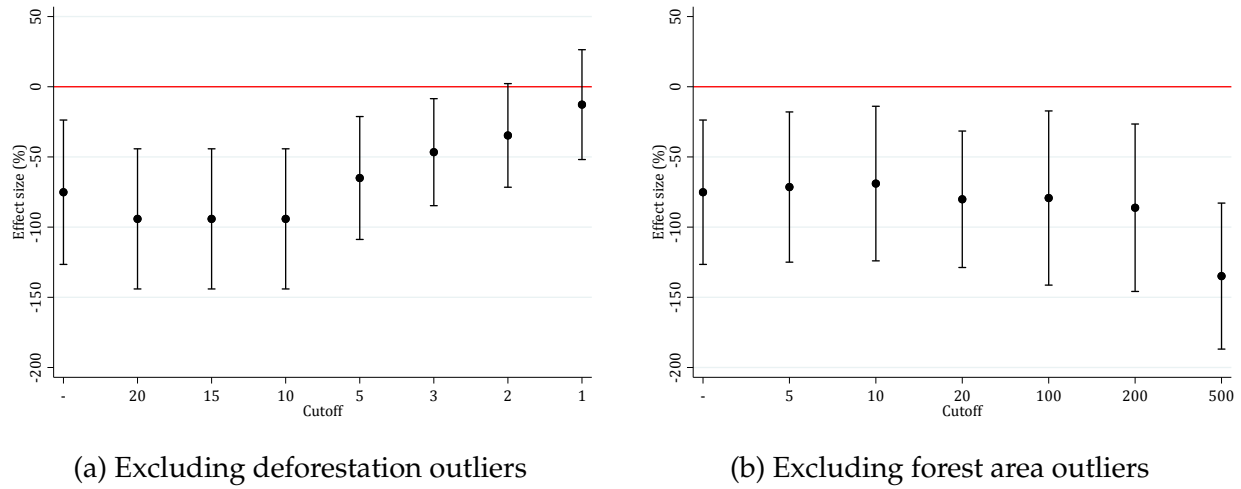 50
0
-50
-100
-150
-200
Effect size (%)
- 20 15 10 5 3 2 1
Cutoff
(a) Excluding deforestation outliers
50
0
-50
-100
-150
-200
Effect size (%)
- 5 10 20 100 200 500
Cutoff
(b) Excluding forest area outliers